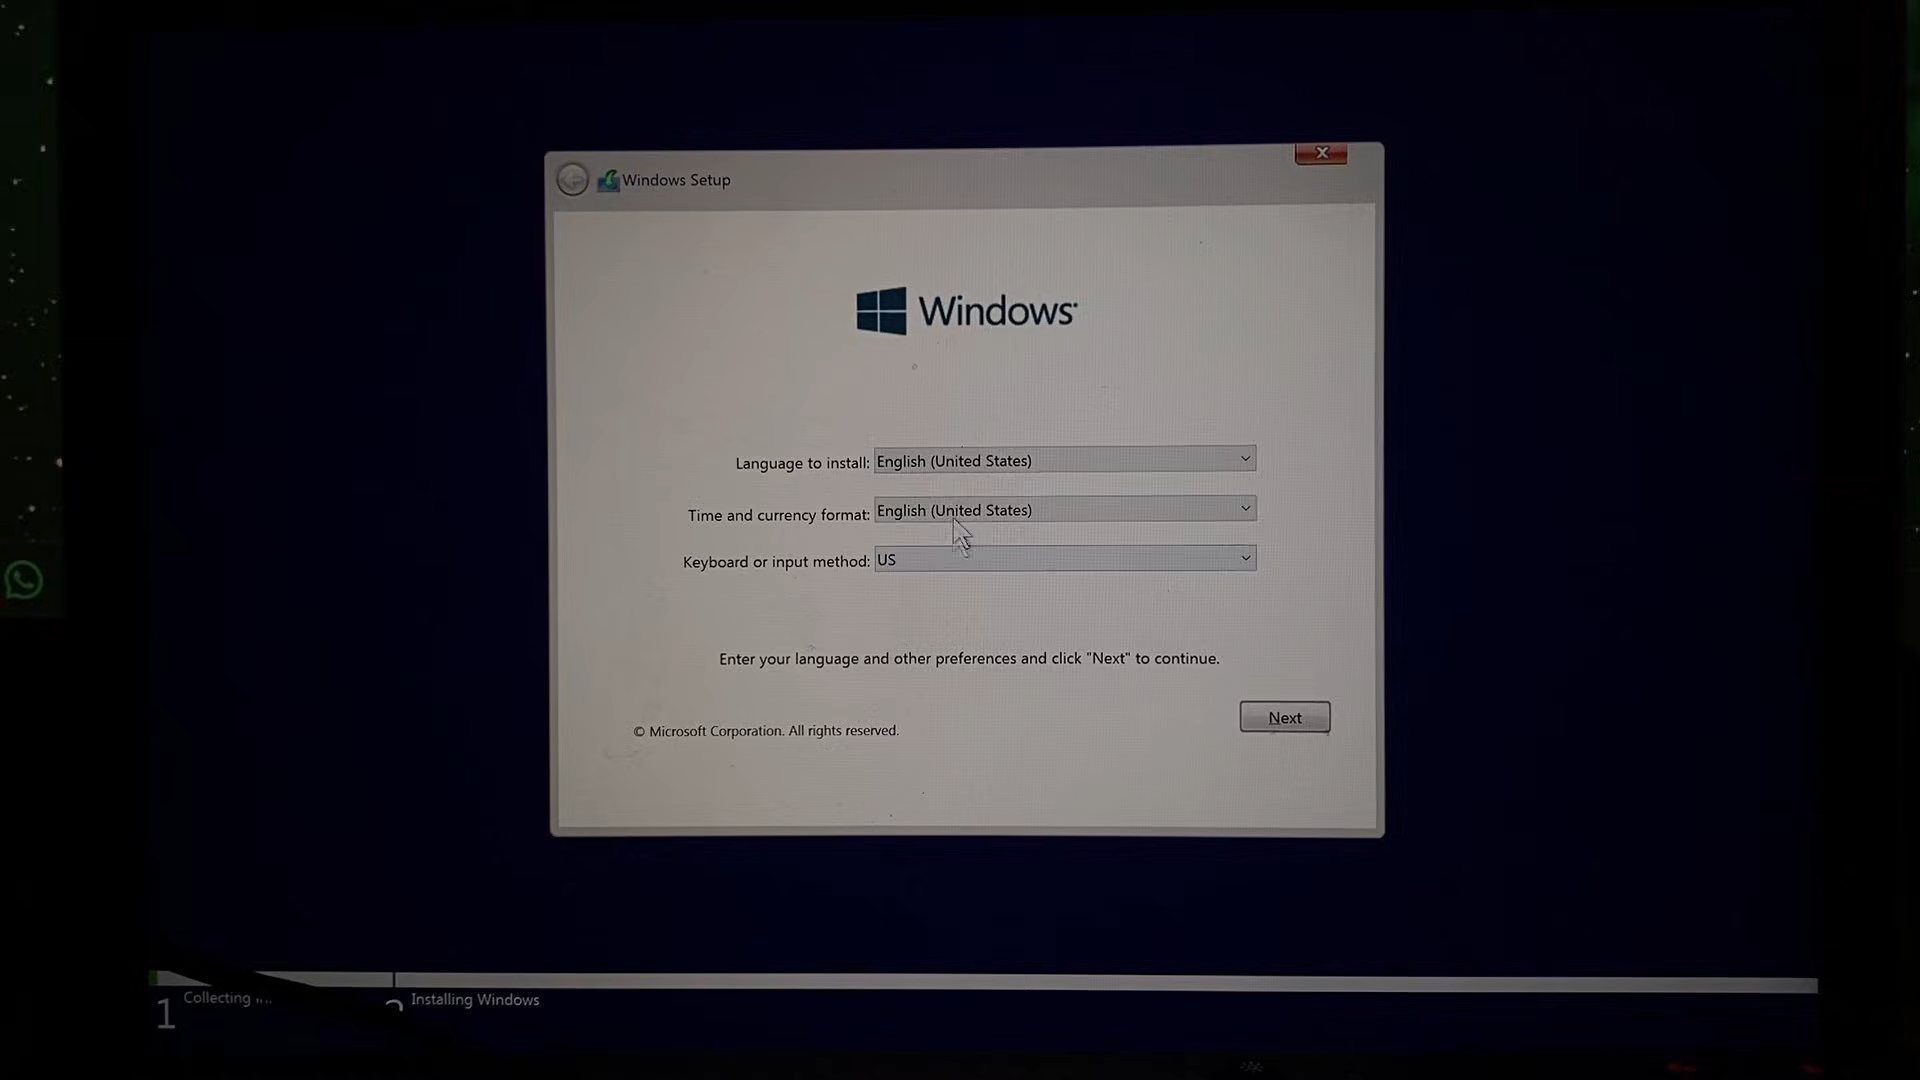 Windows Setup
Windows
Language to install: English (United States)
Time and currency format: English (United States)
Keyboard or input method: US
Enter your language and other preferences and click "Next" to continue.
Next
© Microsoft Corporation. All rights reserved.
1 Collecting
Installing Windows